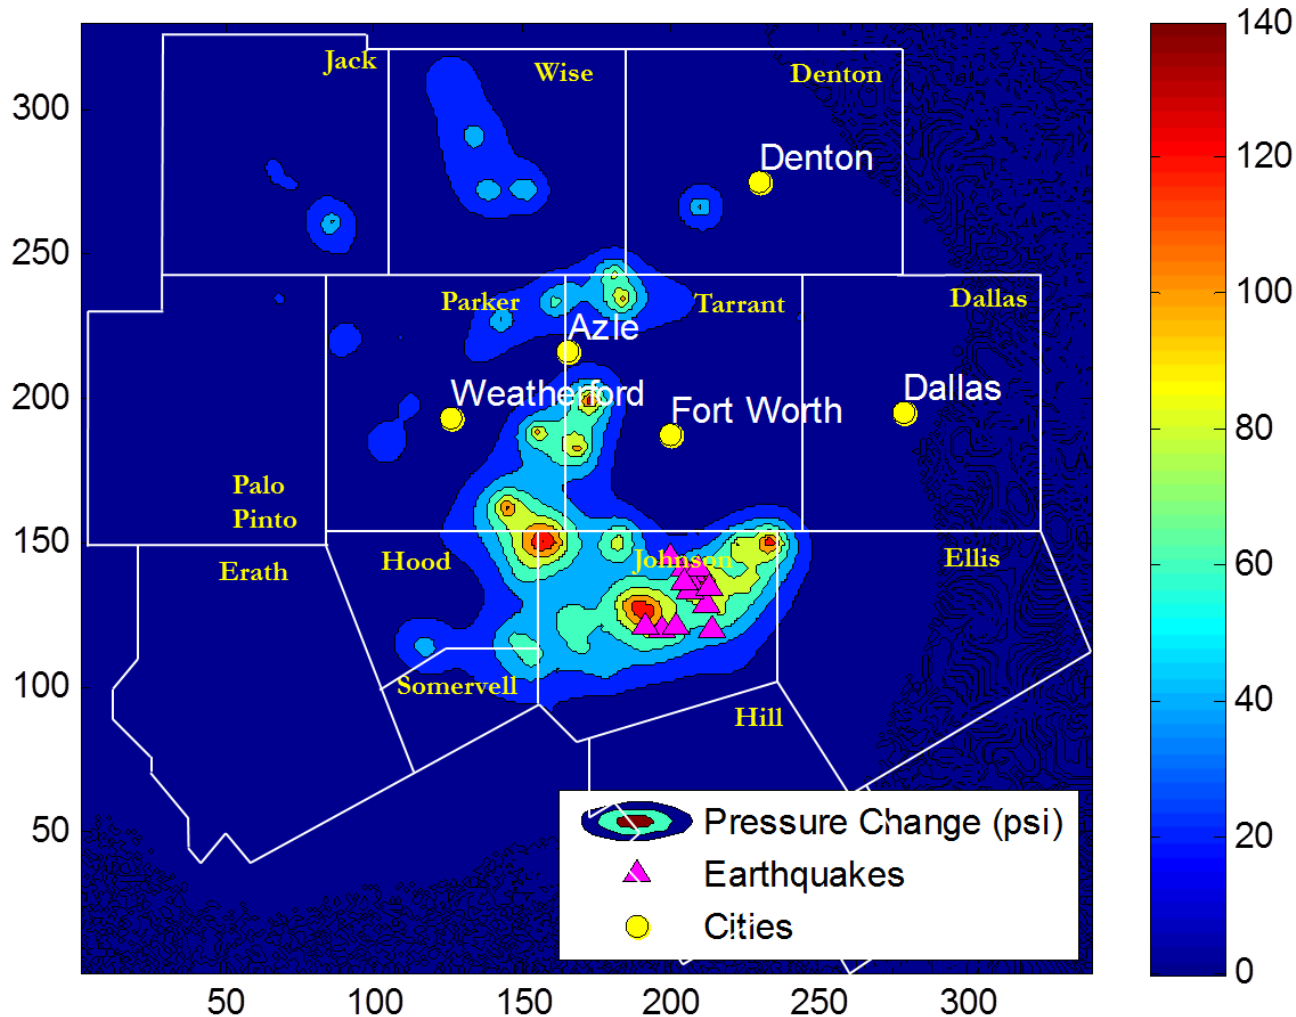 140
Jack
Wise
Denton
300
120
Denton
250
Parker
Tarrant
Dallas
100
Azle
200
Weatherford
Dallas
Fort Worth
80
Palo
Pinto
150
Hood
Johnson
Ellis
60
Erath
100
Somervell
Hill
40
50
Pressure Change (psi)
20
Earthquakes
Cities
0
50
100
150
200
250
300